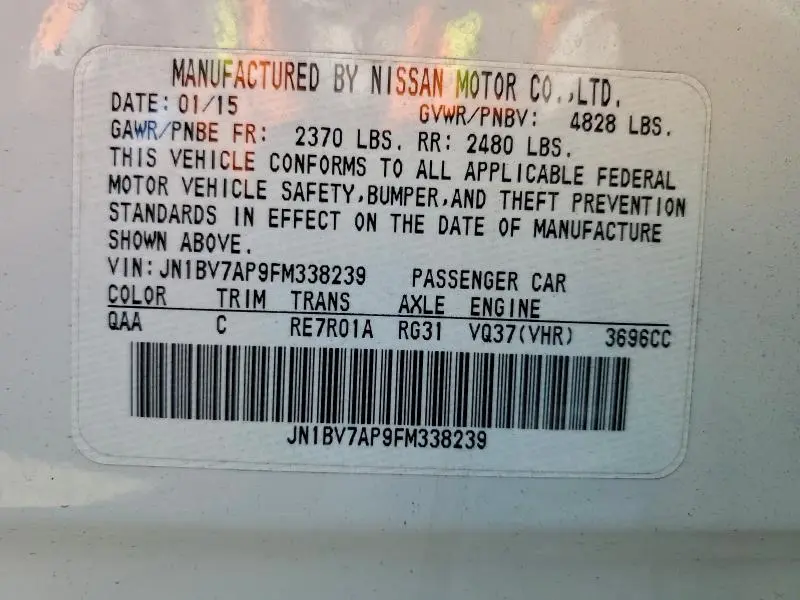 MANUFACTURED BY NISSAN MOTOR CO.,LTD.
DATE: 01/15 GVWR/PNBV: 4828 LBS.
GAWR/PNBE FR: 2370 LBS. RR: 2480 LBS.
THIS VEHICLE CONFORMS TO ALL APPLICABLE FEDERAL
MOTOR VEHICLE SAFETY,BUMPER,AND THEFT PREVENTION
STANDARDS IN EFFECT ON THE DATE OF MANUFACTURE
SHOWN ABOVE.
VIN:JN1BV7AP9FM338239 PASSENGER CAR
COLOR TRIM TRANS AXLE ENGINE
QAA C RE7R01A RG31 VQ37(VHR) 3696CC
JN1BV7AP9FM338239